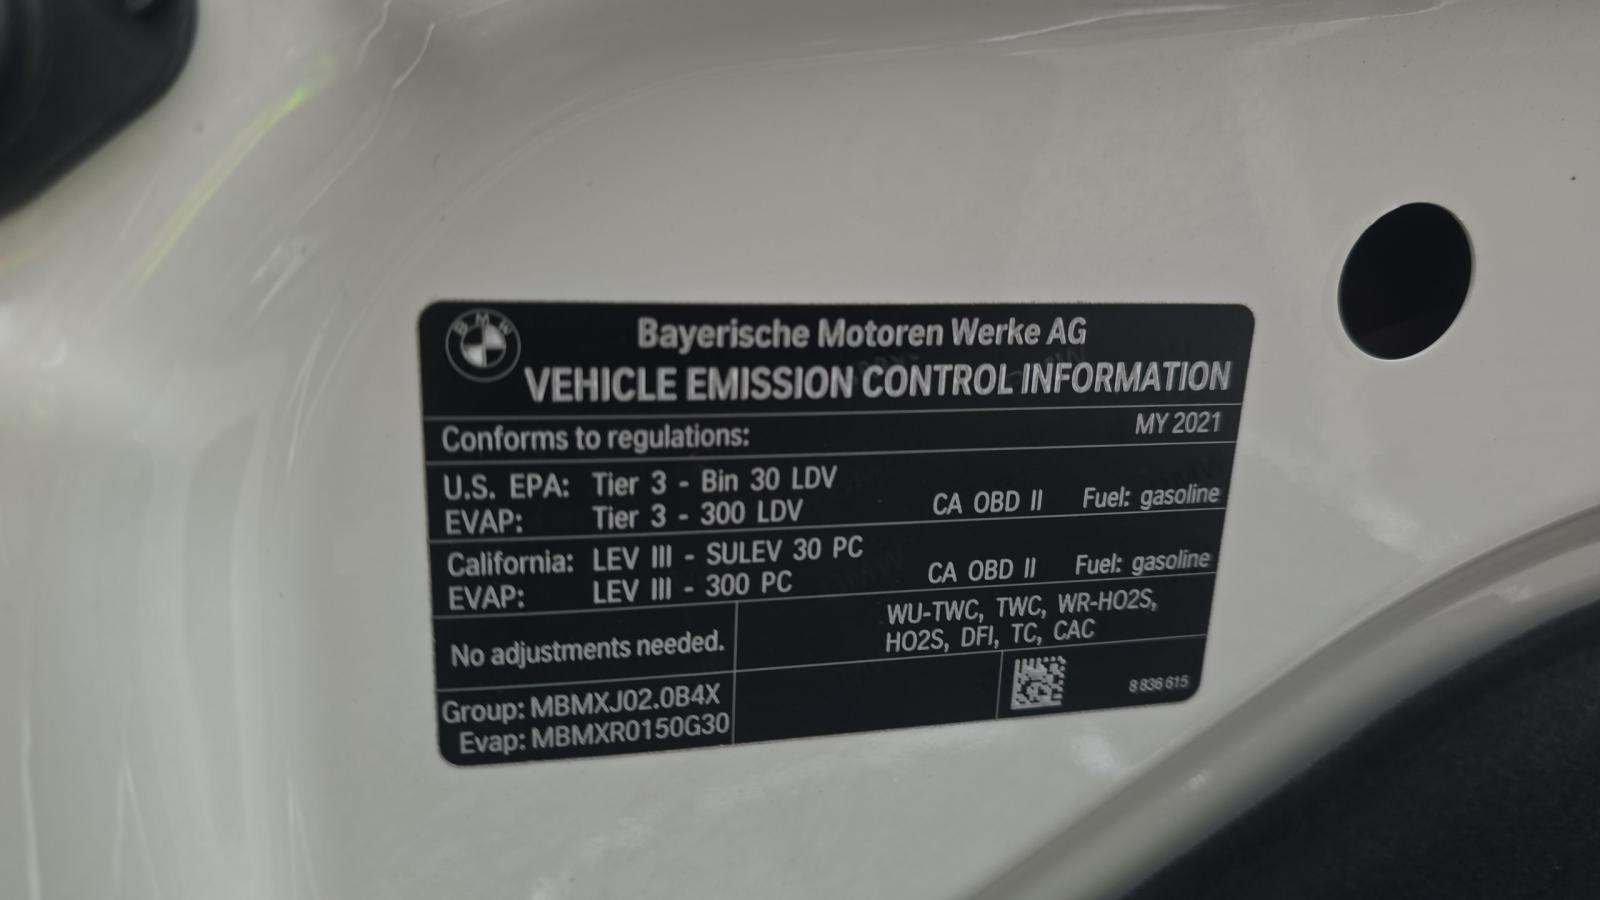 BMW
Bayerische Motoren Werke AG
VEHICLE EMISSION CONTROL INFORMATION
Conforms to regulations:
MY 2021
U.S. EPA: Tier 3 - Bin 30 LDV
EVAP: Tier 3 - 300 LDV CA OBD II Fuel: gasoline
California: LEV III - SULEV 30 PC
EVAP: LEV III - 300 PC CA OBD II Fuel: gasoline
No adjustments needed.
WU-TWC, TWC, WR-HO2S,
HO2S, DFI, TC, CAC
Group: MBMXJ02.0B4X
Evap: MBMXR0150G30
8 836 615